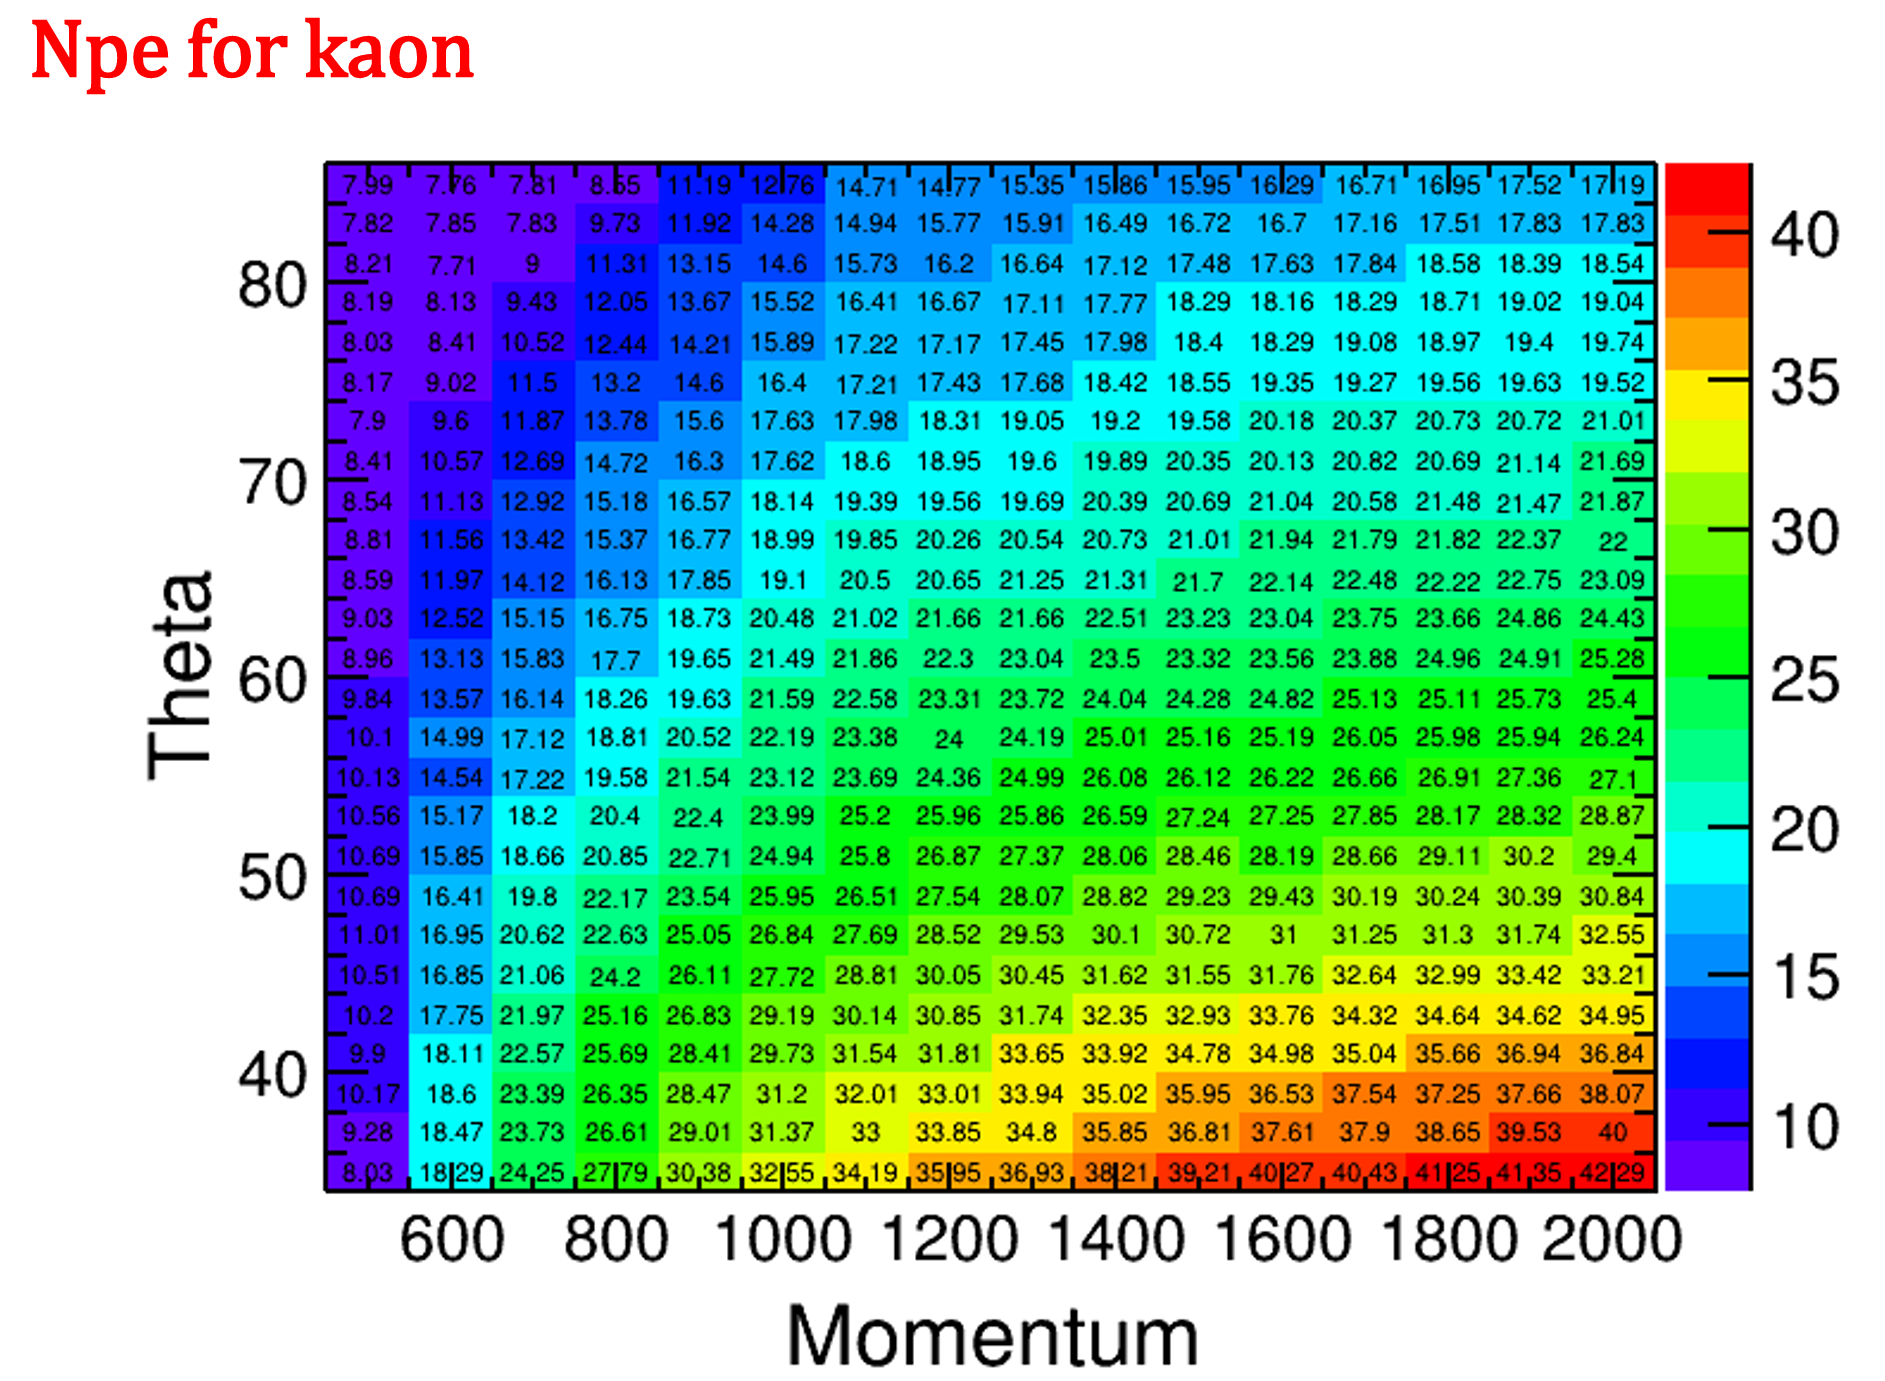 Npe for kaon
7.99 7.76 7.81 8.55 11.19 12.76 14.71 14.77 15.35 15.86 15.95 16.29 16.71 16.95 17.52 17.19
40
7.82 7.85 7.83 9.73 11.92 14.28 14.94 15.77 15.91 16.49 16.72 16.7 17.16 17.51 17.83 17.83
80 8.21 7.71 9 11.31 13.15 14.6 15.73 16.2 16.64 17.12 17.48 17.63 17.84 18.58 18.39 18.54
8.19 8.13 9.43 12.05 13.67 15.52 16.41 16.67 17.11 17.77 18.29 18.16 18.29 18.71 19.02 19.04
8.03 8.41 10.52 12.44 14.21 15.89 17.22 17.17 17.45 17.98 18.4 18.29 19.08 18.97 19.4 19.74
8.17 9.02 11.5 13.2 14.6 16.4 17.21 17.43 17.68 18.42 18.55 19.35 19.27 19.56 19.63 19.52 35
7.9 9.6 11.87 13.78 15.6 17.63 17.98 18.31 19.05 19.2 19.58 20.18 20.37 20.73 20.72 21.01
70 8.41 10.57 12.69 14.72 16.3 17.62 18.6 18.95 19.6 19.89 20.35 20.13 20.82 20.69 21.14 21.69
8.54 11.13 12.92 15.18 16.57 18.14 19.39 19.56 19.69 20.39 20.69 21.04 20.58 21.48 21.47 21.87
8.81 11.56 13.42 15.37 16.77 18.99 19.85 20.26 20.54 20.73 21.01 21.94 21.79 21.82 22.37 22 30
8.59 11.97 14.12 16.13 17.85 19.1 20.5 20.65 21.25 21.31 21.7 22.14 22.48 22.22 22.75 23.09
9.03 12.52 15.15 16.75 18.73 20.48 21.02 21.66 21.66 22.51 23.23 23.04 23.75 23.66 24.86 24.43
Theta
60 8.96 13.13 15.83 17.7 19.65 21.49 21.86 22.3 23.04 23.5 23.32 23.56 23.88 24.96 24.91 25.28 25
9.84 13.57 16.14 18.26 19.63 21.59 22.58 23.31 23.72 24.04 24.28 24.82 25.13 25.11 25.73 25.4
10.1 14.99 17.12 18.81 20.52 22.19 23.38 24 24.19 25.01 25.16 25.19 26.05 25.98 25.94 26.24
10.13 14.54 17.22 19.58 21.54 23.12 23.69 24.36 24.99 26.08 26.12 26.22 26.66 26.91 27.36 27.1
10.56 15.17 18.2 20.4 22.4 23.99 25.2 25.96 25.86 26.59 27.24 27.25 27.85 28.17 28.32 28.87 20
50 10.69 15.85 18.66 20.85 22.71 24.94 25.8 26.87 27.37 28.06 28.46 28.19 28.66 29.11 30.2 29.4
10.69 16.41 19.8 22.17 23.54 25.95 26.51 27.54 28.07 28.82 29.23 29.43 30.19 30.24 30.39 30.84
11.01 16.95 20.62 22.63 25.05 26.84 27.69 28.52 29.53 30.1 30.72 31 31.25 31.3 31.74 32.55
10.51 16.85 21.06 24.2 26.11 27.72 28.81 30.05 30.45 31.62 31.55 31.76 32.64 32.99 33.42 33.21 15
10.2 17.75 21.97 25.16 26.83 29.19 30.14 30.85 31.74 32.35 32.93 33.76 34.32 34.64 34.62 34.95
40 9.9 18.11 22.57 25.69 28.41 29.73 31.54 31.81 33.65 33.92 34.78 34.98 35.04 35.66 36.94 36.84
10.17 18.6 23.39 26.35 28.47 31.2 32.01 33.01 33.94 35.02 35.95 36.53 37.54 37.25 37.66 38.07
9.28 18.47 23.73 26.61 29.01 31.37 33 33.85 34.8 35.85 36.81 37.61 37.9 38.65 39.53 40 10
8.03 18.29 24.25 27.79 30.38 32.55 34.19 35.95 36.93 38.21 39.21 40.27 40.43 41.25 41.35 42.29
600 800 1000 1200 1400 1600 1800 2000
Momentum